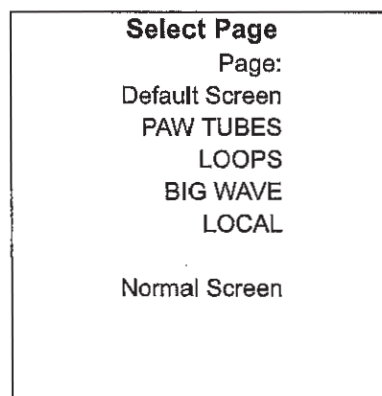 Select Page
Page:
Default Screen
PAW TUBES
LOOPS
BIG WAVE
LOCAL
Normal Screen